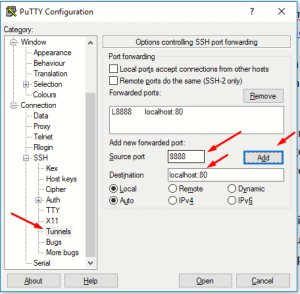 PuTTY Configuration
Category:
Window
Appearance
Behaviour
Translation
Selection
Colours
Connection
Data
Proxy
Telnet
Rlogin
SSH
Kex
Host keys
Cipher
Auth
TTY
X11
Tunnels
Bugs
More bugs
Serial
Options controlling SSH port forwarding
Port forwarding
Local ports accept connections from other hosts
Remote ports do the same (SSH-2 only)
Forwarded ports:
Remove
L8888 localhost:80
Add new forwarded port:
Source port 8888 Add
Destination localhost:80
Local Remote Dynamic
Auto IPv4 IPv6
About Help Open Cancel